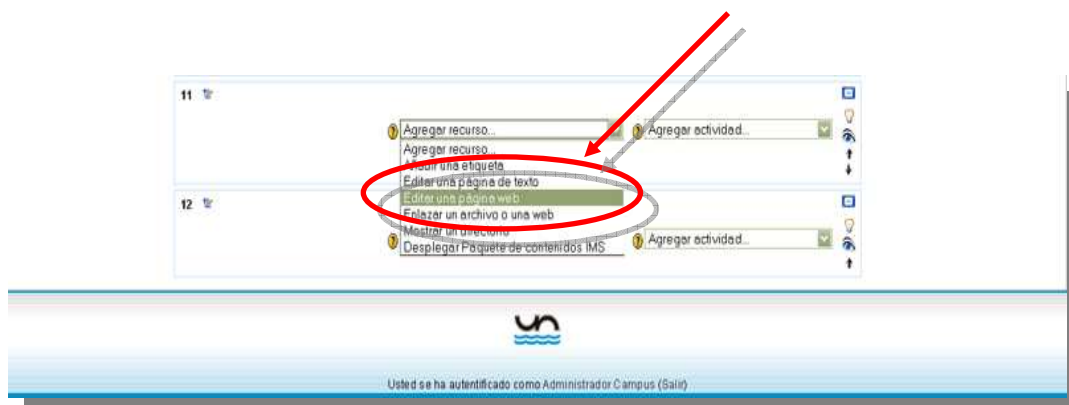 11
Agregar recurso... Agregar actividad...
Agregar recurso...
Añadir una etiqueta
Editar una página de texto
Editar una página web
12
Enlazar un archivo o una web
Mostrar un directorio
Agregar actividad...
Desplegar Paquete de contenidos IMS
un
Usted se ha autentificado como Administrador Campus (Salir)